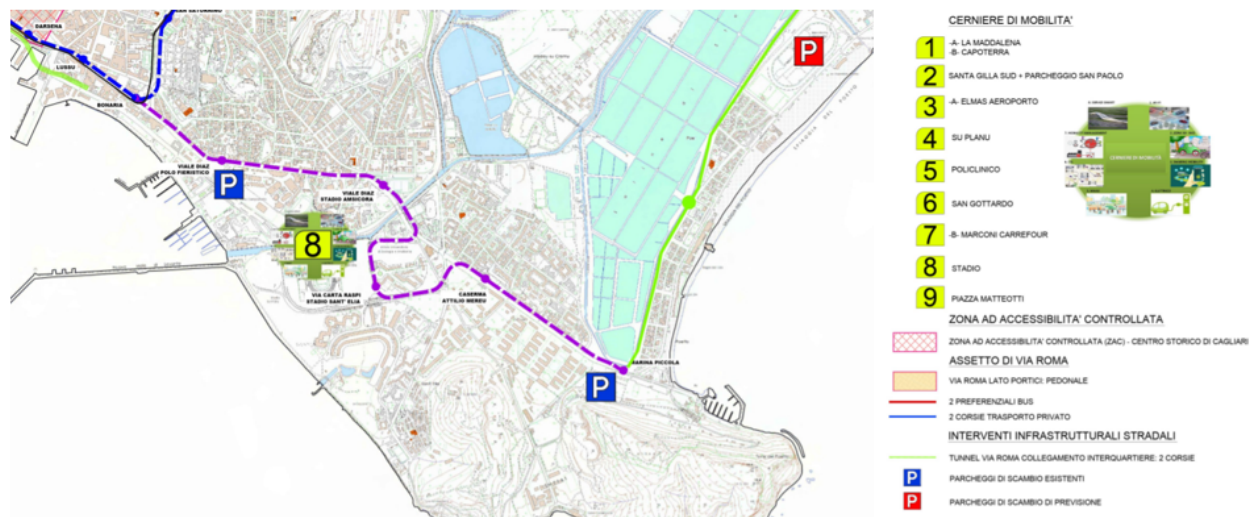 DARSENA
LUSSU
BONARIA
VIALE DIAZ
POLO FIERISTICO
P
VIALE DIAZ
STADIO AMSICORA
8
VIA CARTA RASPI
STADIO SANT' ELIA
CASERMA
ATTILIO MEREU
MARINA PICCOLA
P
P
CERNIERE DI MOBILITA'
1 -A- LA MADDALENA
-B- CAPOTERRA
2 SANTA GILLA SUD + PARCHEGGIO SAN PAOLO
3 -A- ELMAS AEROPORTO
4 SU PLANU
5 POLICLINICO
6 SAN GOTTARDO
7 -B- MARCONI CARREFOUR
8 STADIO
9 PIAZZA MATTEOTTI
CERNIERE DI MOBILITÀ
ZONA AD ACCESSIBILITA' CONTROLLATA
ZONA AD ACCESSIBILITA' CONTROLLATA (ZAC) - CENTRO STORICO DI CAGLIARI
ASSETTO DI VIA ROMA
VIA ROMA LATO PORTICI: PEDONALE
2 PREFERENZIALI BUS
2 CORSIE TRASPORTO PRIVATO
INTERVENTI INFRASTRUTTURALI STRADALI
TUNNEL VIA ROMA COLLEGAMENTO INTERQUARTIERE: 2 CORSIE
P PARCHEGGI DI SCAMBIO ESISTENTI
P PARCHEGGI DI SCAMBIO DI PREVISIONE